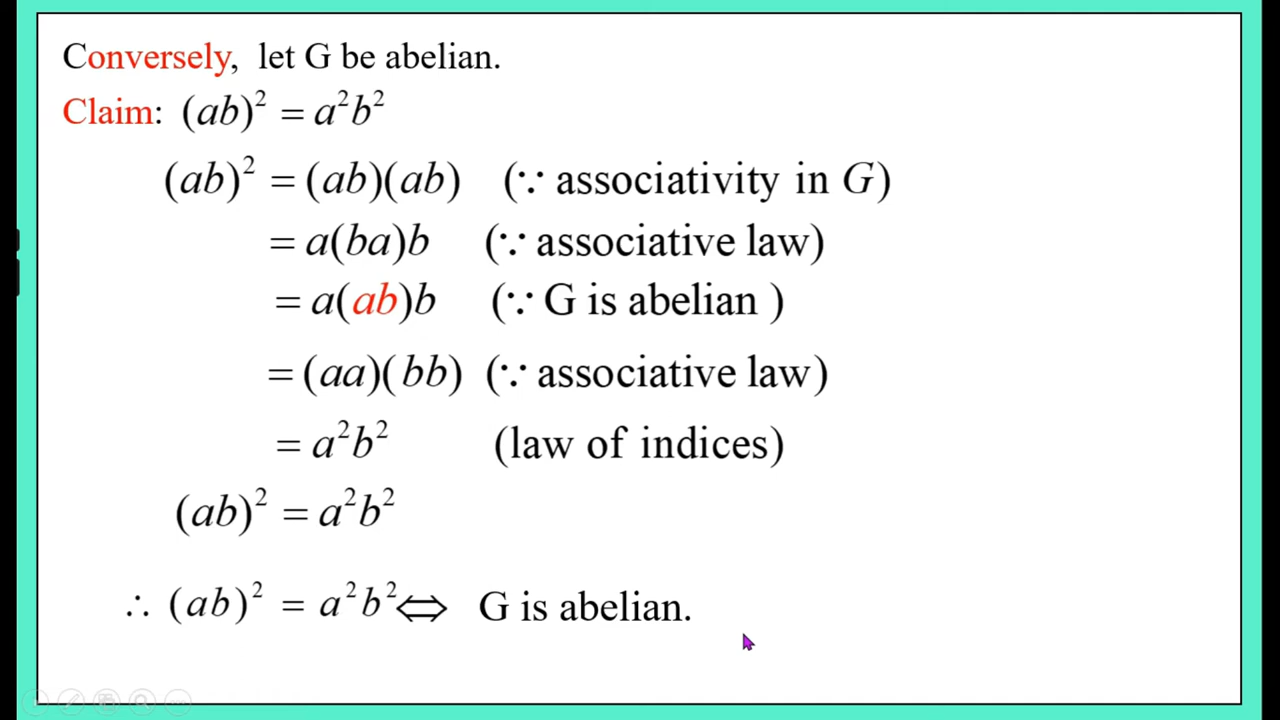 Conversely, let G be abelian.
Claim: (ab)² = a²b²
(ab)² = (ab)(ab) (∵ associativity in G)
= a(ba)b (∵ associative law)
= a(ab)b (∵ G is abelian )
= (aa)(bb) (∵ associative law)
= a²b² (law of indices)
(ab)² = a²b²
∴ (ab)² = a²b² ⇔ G is abelian.